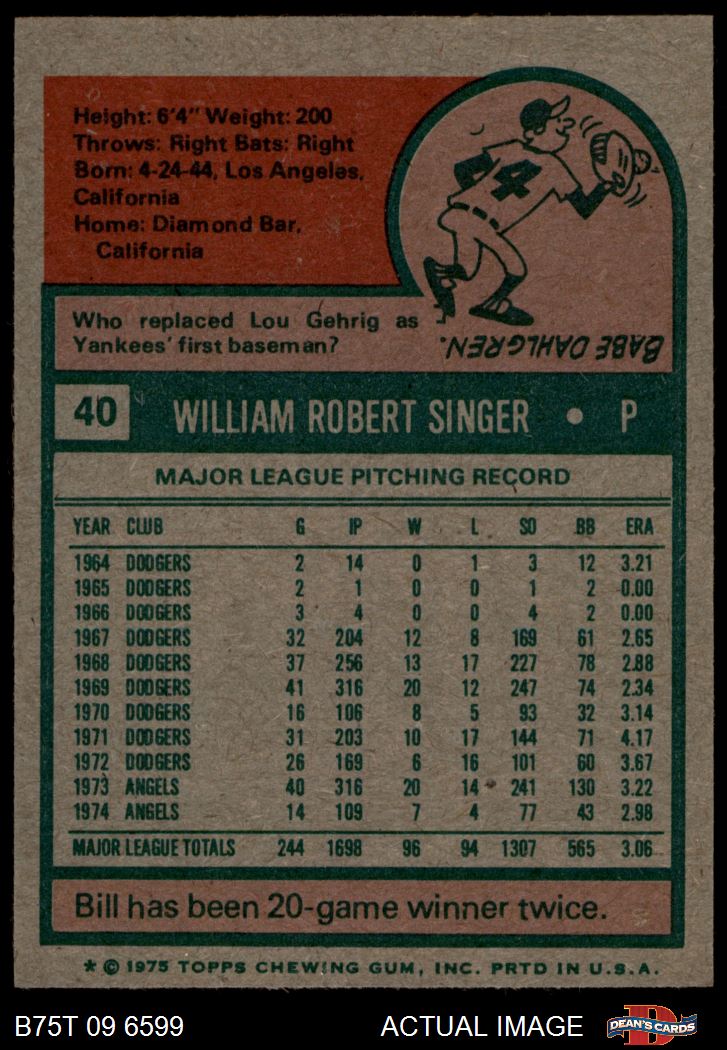 Height: 6'4" Weight: 200
Throws: Right Bats: Right
Born: 4-24-44, Los Angeles,
California
Home: Diamond Bar,
California
4
Who replaced Lou Gehrig as
Yankees' first baseman?
BABE DAHLGREN.
40 WILLIAM ROBERT SINGER • P
MAJOR LEAGUE PITCHING RECORD
YEAR CLUB G IP W L SO BB ERA
1964 DODGERS 2 14 0 1 3 12 3.21
1965 DODGERS 2 1 0 0 1 2 0.00
1966 DODGERS 3 4 0 0 4 2 0.00
1967 DODGERS 32 204 12 8 169 61 2.65
1968 DODGERS 37 256 13 17 227 78 2.88
1969 DODGERS 41 316 20 12 247 74 2.34
1970 DODGERS 16 106 8 5 93 32 3.14
1971 DODGERS 31 203 10 17 144 71 4.17
1972 DODGERS 26 169 6 16 101 60 3.67
1973 ANGELS 40 316 20 14 241 130 3.22
1974 ANGELS 14 109 7 4 77 43 2.98
MAJOR LEAGUE TOTALS 244 1698 96 94 1307 565 3.06
Bill has been 20-game winner twice.
* © 1975 TOPPS CHEWING GUM, INC. PRTD IN U.S.A.
B75T 09 6599 ACTUAL IMAGE D DEAN'S CARDS